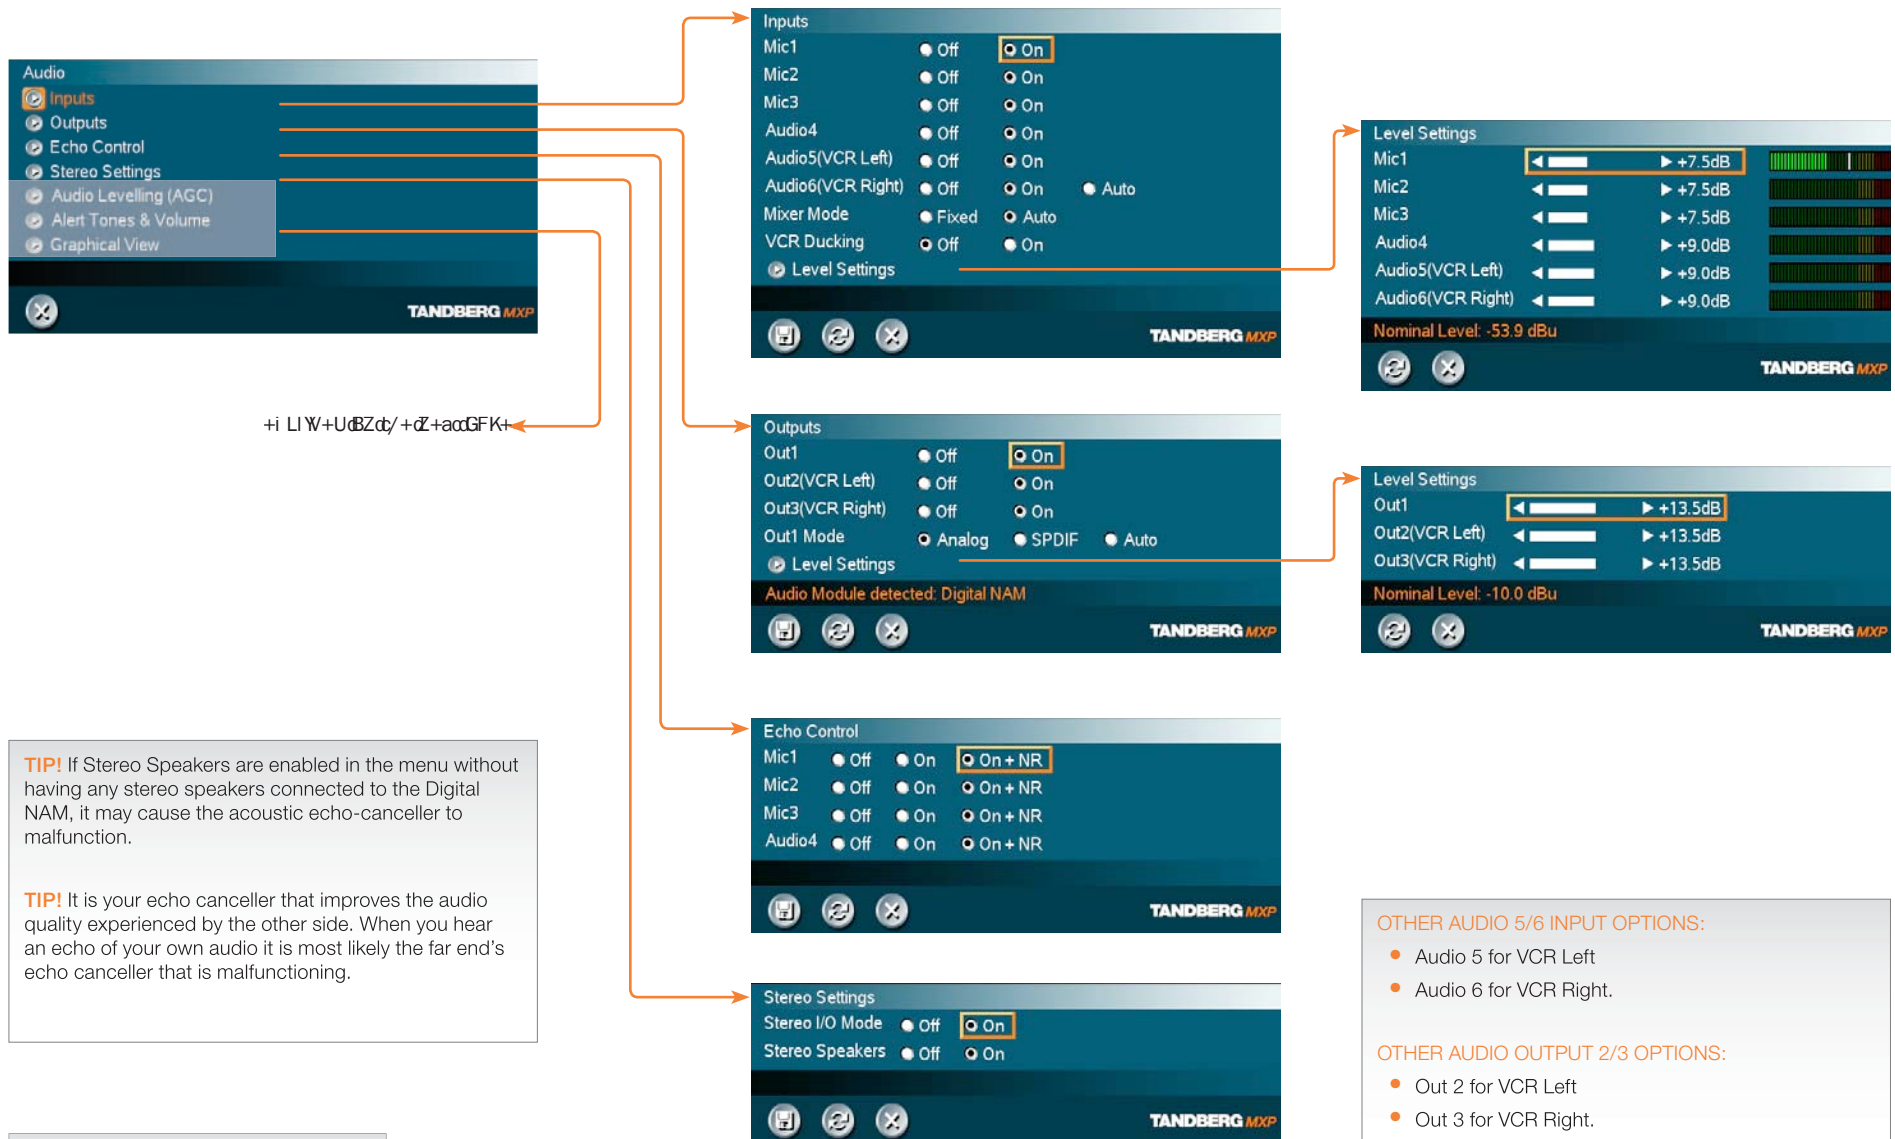 Audio
Inputs
Outputs
Echo Control
Stereo Settings
Audio Levelling (AGC)
Alert Tones & Volume
Graphical View
TANDBERG MXP
Inputs
Mic1 Off On
Mic2 Off On
Mic3 Off On
Audio4 Off On
Audio5(VCR Left) Off On
Audio6(VCR Right) Off On Auto
Mixer Mode Fixed Auto
VCR Ducking Off On
Level Settings
TANDBERG MXP
Level Settings
Mic1 +7.5dB
Mic2 +7.5dB
Mic3 +7.5dB
Audio4 +9.0dB
Audio5(VCR Left) +9.0dB
Audio6(VCR Right) +9.0dB
Nominal Level: -53.9 dBu
TANDBERG MXP
Outputs
Out1 Off On
Out2(VCR Left) Off On
Out3(VCR Right) Off On
Out1 Mode Analog SPDIF Auto
Level Settings
Audio Module detected: Digital NAM
TANDBERG MXP
Level Settings
Out1 +13.5dB
Out2(VCR Left) +13.5dB
Out3(VCR Right) +13.5dB
Nominal Level: -10.0 dBu
TANDBERG MXP
Echo Control
Mic1 Off On On + NR
Mic2 Off On On + NR
Mic3 Off On On + NR
Audio4 Off On On + NR
TANDBERG MXP
Stereo Settings
Stereo I/O Mode Off On
Stereo Speakers Off On
TANDBERG MXP
TIP! If Stereo Speakers are enabled in the menu without
having any stereo speakers connected to the Digital
NAM, it may cause the acoustic echo-canceller to
malfunction.
TIP! It is your echo canceller that improves the audio
quality experienced by the other side. When you hear
an echo of your own audio it is most likely the far end's
echo canceller that is malfunctioning.
OTHER AUDIO 5/6 INPUT OPTIONS:
• Audio 5 for VCR Left
• Audio 6 for VCR Right.
OTHER AUDIO OUTPUT 2/3 OPTIONS:
• Out 2 for VCR Left
• Out 3 for VCR Right.